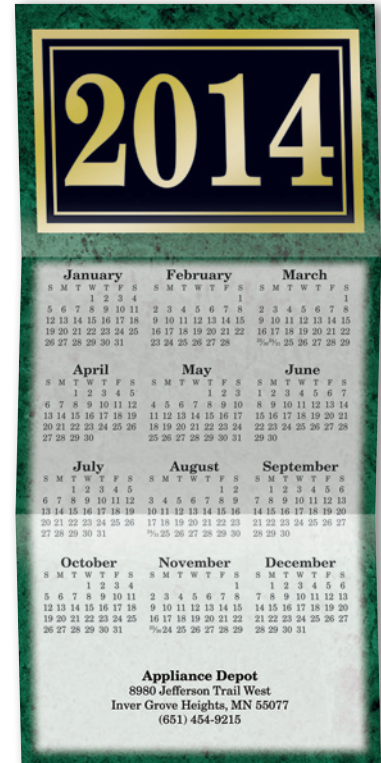 2014
January February March
S M T W T F S S M T W T F S S M T W T F S
1 2 3 4 1 1
5 6 7 8 9 10 11 2 3 4 5 6 7 8 2 3 4 5 6 7 8
12 13 14 15 16 17 18 9 10 11 12 13 14 15 9 10 11 12 13 14 15
19 20 21 22 23 24 25 16 17 18 19 20 21 22 16 17 18 19 20 21 22
26 27 28 29 30 31 23 24 25 26 27 28 23/30 24/31 25 26 27 28 29
April May June
S M T W T F S S M T W T F S S M T W T F S
1 2 3 4 5 1 2 3 1 2 3 4 5 6 7
6 7 8 9 10 11 12 4 5 6 7 8 9 10 8 9 10 11 12 13 14
13 14 15 16 17 18 19 11 12 13 14 15 16 17 15 16 17 18 19 20 21
20 21 22 23 24 25 26 18 19 20 21 22 23 24 22 23 24 25 26 27 28
27 28 29 30 25 26 27 28 29 30 31 29 30
July August September
S M T W T F S S M T W T F S S M T W T F S
1 2 3 4 5 1 2 1 2 3 4 5 6
6 7 8 9 10 11 12 3 4 5 6 7 8 9 7 8 9 10 11 12 13
13 14 15 16 17 18 19 10 11 12 13 14 15 16 14 15 16 17 18 19 20
20 21 22 23 24 25 26 17 18 19 20 21 22 23 21 22 23 24 25 26 27
27 28 29 30 31 24/31 25 26 27 28 29 30 28 29 30
October November December
S M T W T F S S M T W T F S S M T W T F S
1 2 3 4 1 1 2 3 4 5 6
5 6 7 8 9 10 11 2 3 4 5 6 7 8 7 8 9 10 11 12 13
12 13 14 15 16 17 18 9 10 11 12 13 14 15 14 15 16 17 18 19 20
19 20 21 22 23 24 25 16 17 18 19 20 21 22 21 22 23 24 25 26 27
26 27 28 29 30 31 23/30 24 25 26 27 28 29 28 29 30 31
Appliance Depot
8980 Jefferson Trail West
Inver Grove Heights, MN 55077
(651) 454-9215